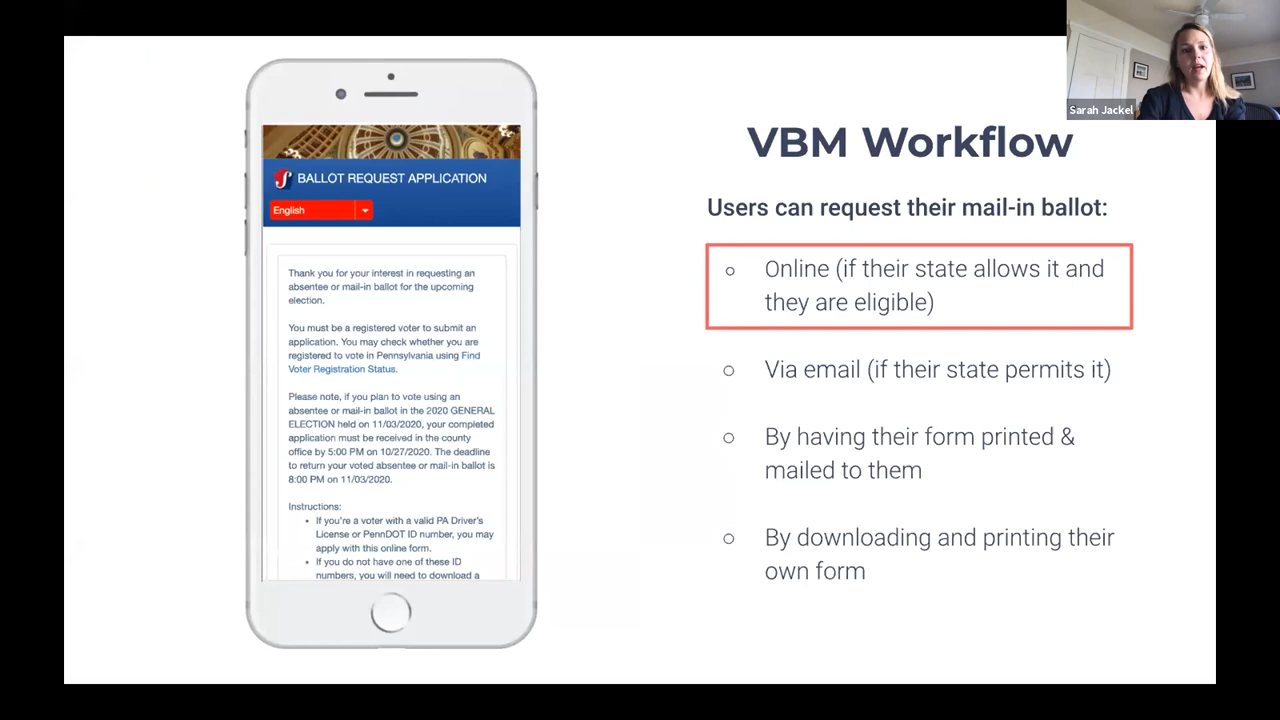 Sarah Jackel
BALLOT REQUEST APPLICATION
English
Thank you for your interest in requesting an
absentee or mail-in ballot for the upcoming
election.
You must be a registered voter to submit an
application. You may check whether you are
registered to vote in Pennsylvania using Find
Voter Registration Status.
Please note, if you plan to vote using an
absentee or mail-in ballot in the 2020 GENERAL
ELECTION held on 11/03/2020, your completed
application must be received in the county
office by 5:00 PM on 10/27/2020. The deadline
to return your voted absentee or mail-in ballot is
8:00 PM on 11/03/2020.
Instructions:
• If you're a voter with a valid PA Driver's
License or PennDOT ID number, you may
apply with this online form.
• If you do not have one of these ID
numbers, you will need to download a
VBM Workflow
Users can request their mail-in ballot:
○ Online (if their state allows it and
they are eligible)
○ Via email (if their state permits it)
○ By having their form printed &
mailed to them
○ By downloading and printing their
own form